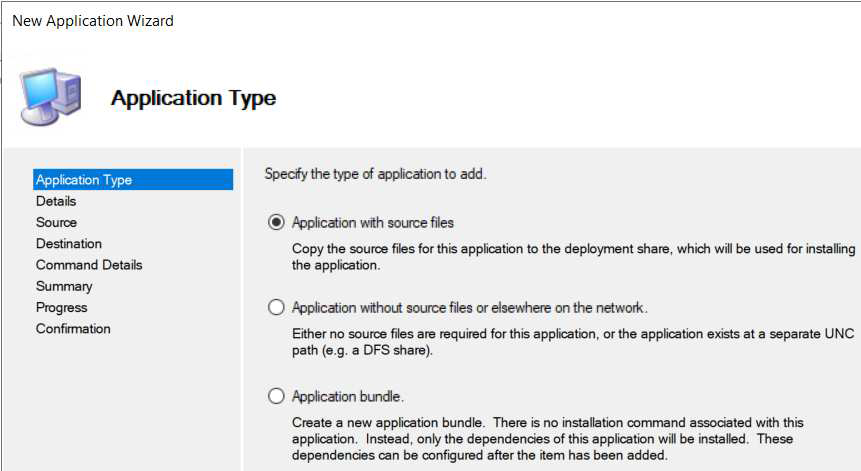 New Application Wizard
Application Type
Application Type
Details
Source
Destination
Command Details
Summary
Progress
Confirmation
Specify the type of application to add.
Application with source files
Copy the source files for this application to the deployment share, which will be used for installing
the application.
Application without source files or elsewhere on the network.
Either no source files are required for this application, or the application exists at a separate UNC
path (e.g. a DFS share).
Application bundle.
Create a new application bundle.  There is no installation command associated with this
application.  Instead, only the dependencies of this application will be installed.  These
dependencies can be configured after the item has been added.